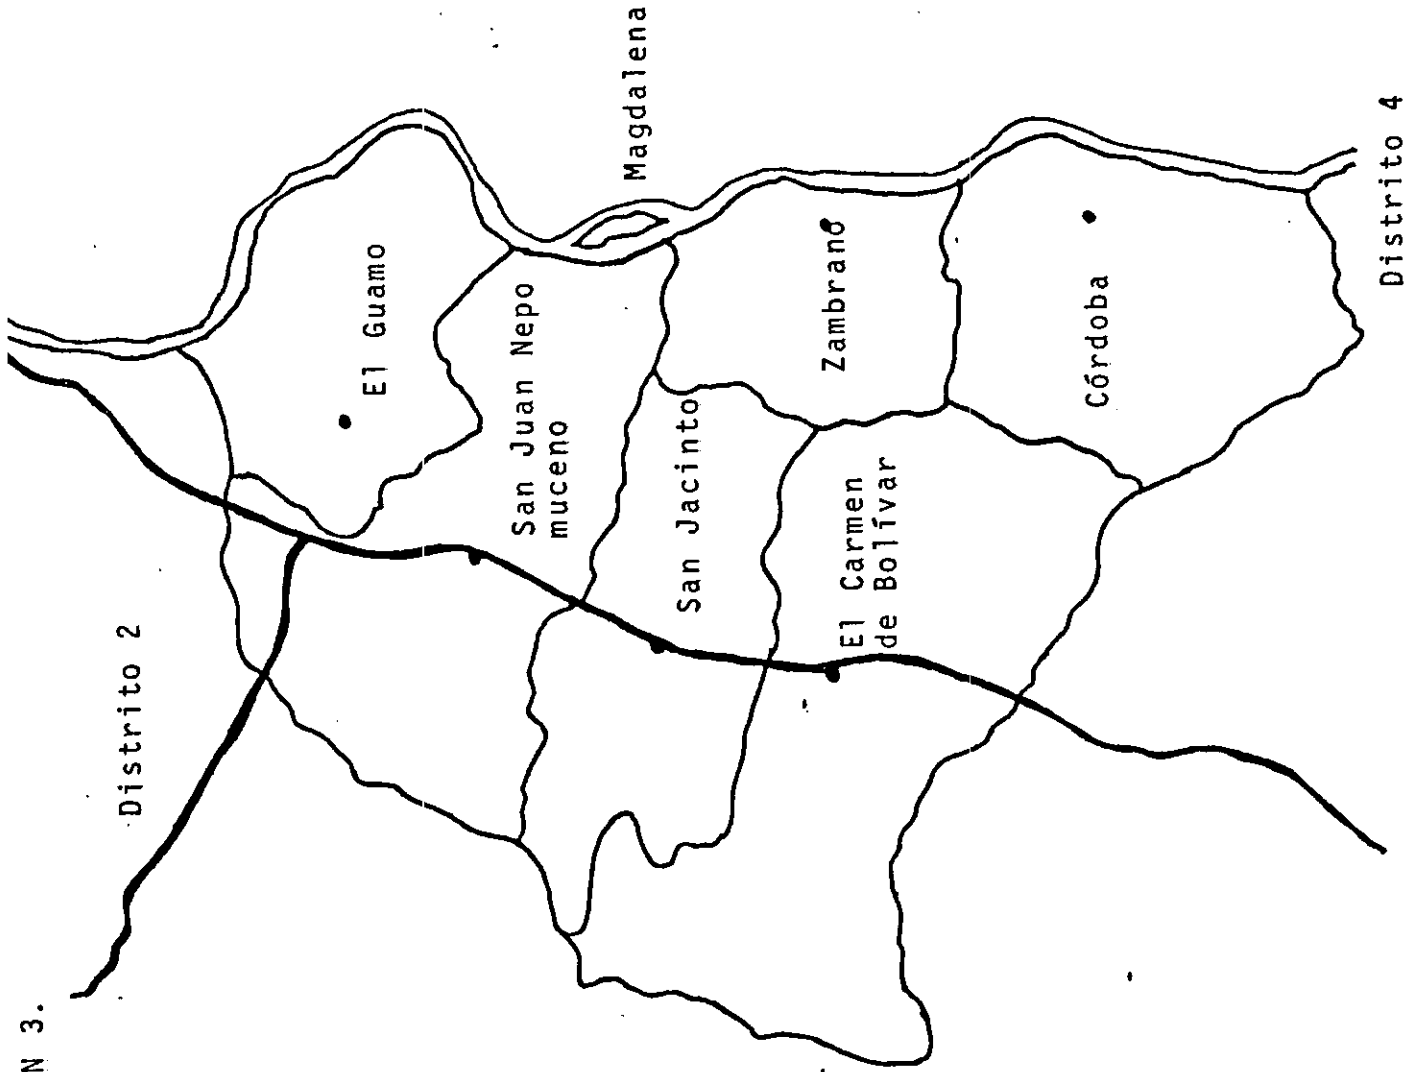 N 3.
Distrito 2
El Guamo
San Juan Nepo
muceno
Magdalena
San Jacinto
Zambrano
El Carmen
de Bolívar
Córdoba
Distrito 4